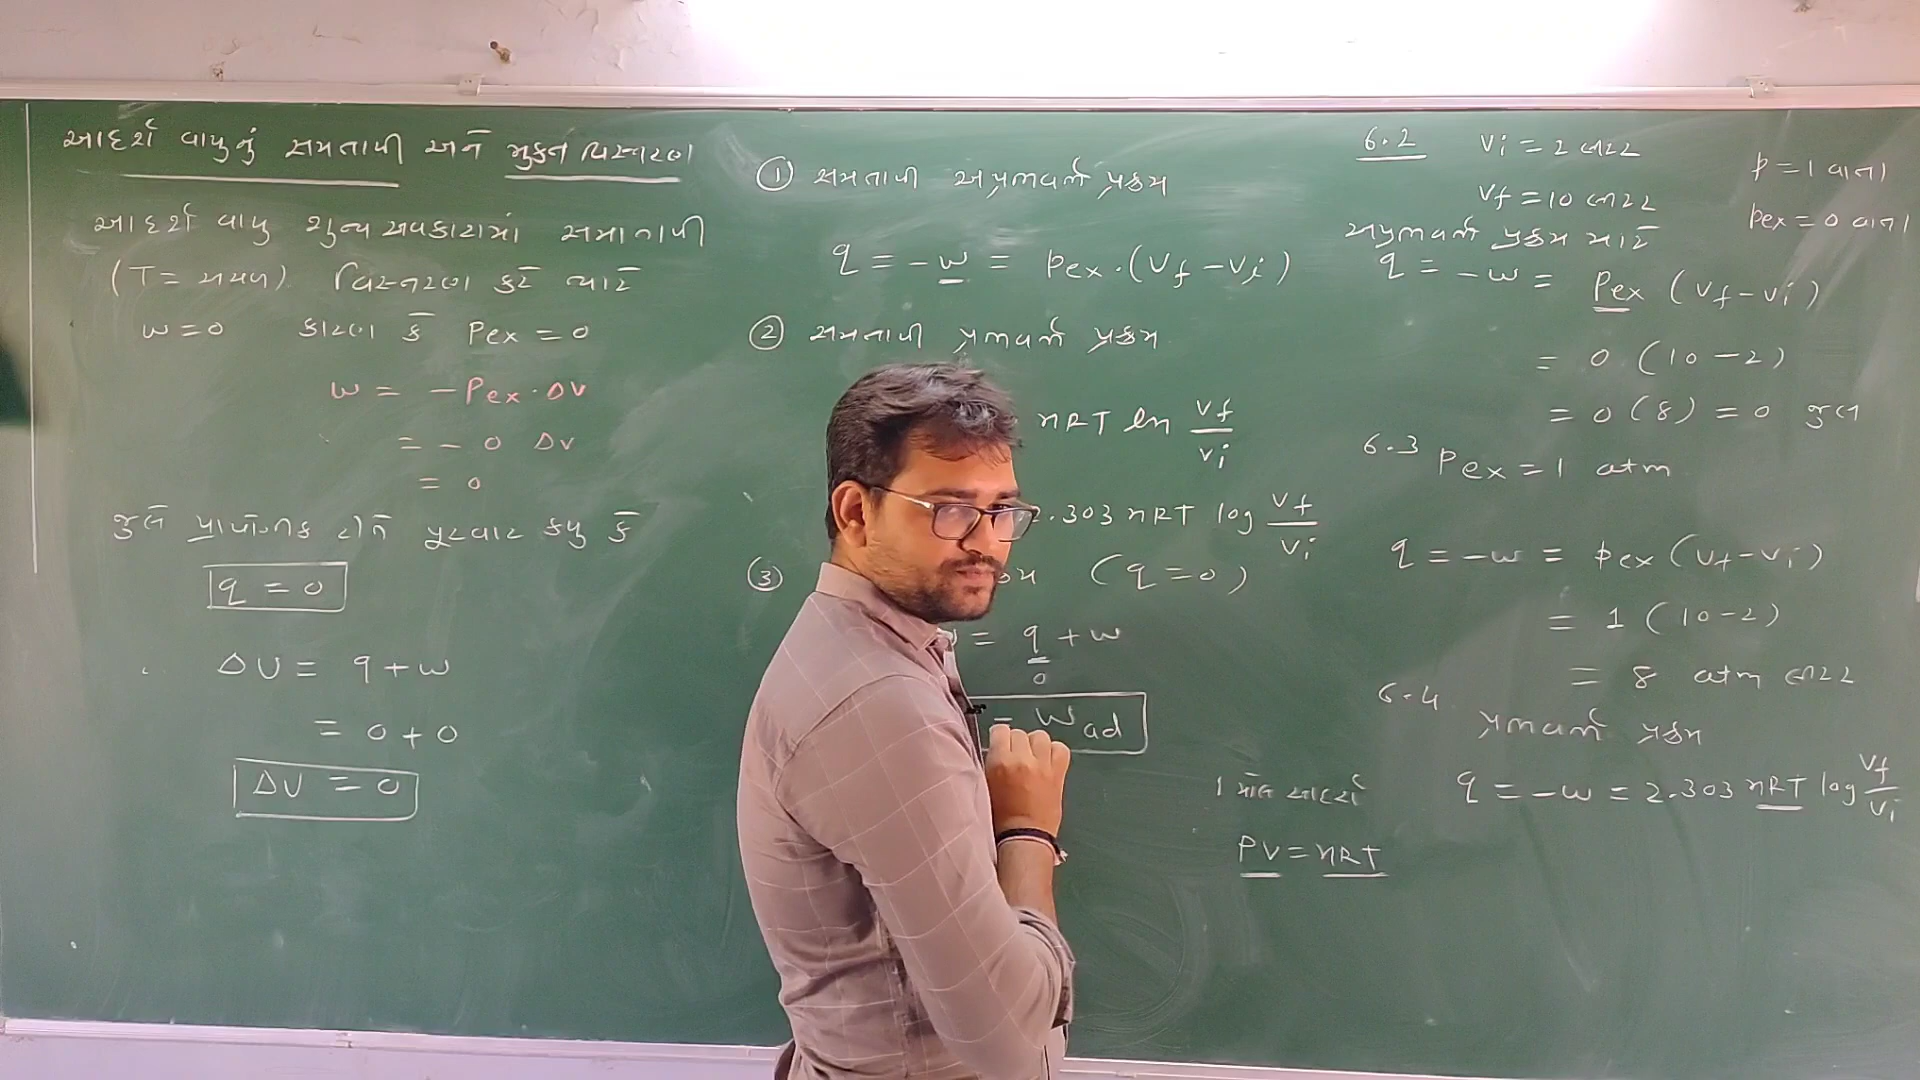 આદર્શ વાયુનું સમતાપી અને મુક્ત વિસ્તરણ
આદર્શ વાયુ શુન્ય અવકાશમાં સમાતાપી
(T = અચળ) વિસ્તરણ કરે ત્યારે
w = 0 કારણ કે Pex = 0
w = - Pex · ΔV
= - 0 ΔV
= 0
જુલે પ્રાયોગિક રીતે પુરવાર કર્યુ કે
q = 0
ΔU = q + w
= 0 + 0
ΔU = 0
① સમતાપી અપ્રતિવર્તી પ્રક્રમ
q = - w = Pex · (Vf - Vi)
② સમતાપી પ્રતિવર્તી પ્રક્રમ
nRT ln Vf/Vi
2.303 nRT log Vf/Vi
③ (q = 0)
= q + w
0
= Wad
1 મોલ આદર્શ
PV = nRT
6.2 Vi = 2 લીટર
Vf = 10 લીટર
P = 1 વાતા
Pex = 0 વાતા
અપ્રતિવર્તી પ્રક્રમ માટે
q = - w = Pex (Vf - Vi)
= 0 (10 - 2)
= 0 (8) = 0 જુલ
6.3 Pex = 1 atm
q = - w = Pex (Vf - Vi)
= 1 (10 - 2)
= 8 atm લીટર
6.4 પ્રતિવર્તી પ્રક્રમ
q = - w = 2.303 nRT log Vf/Vi